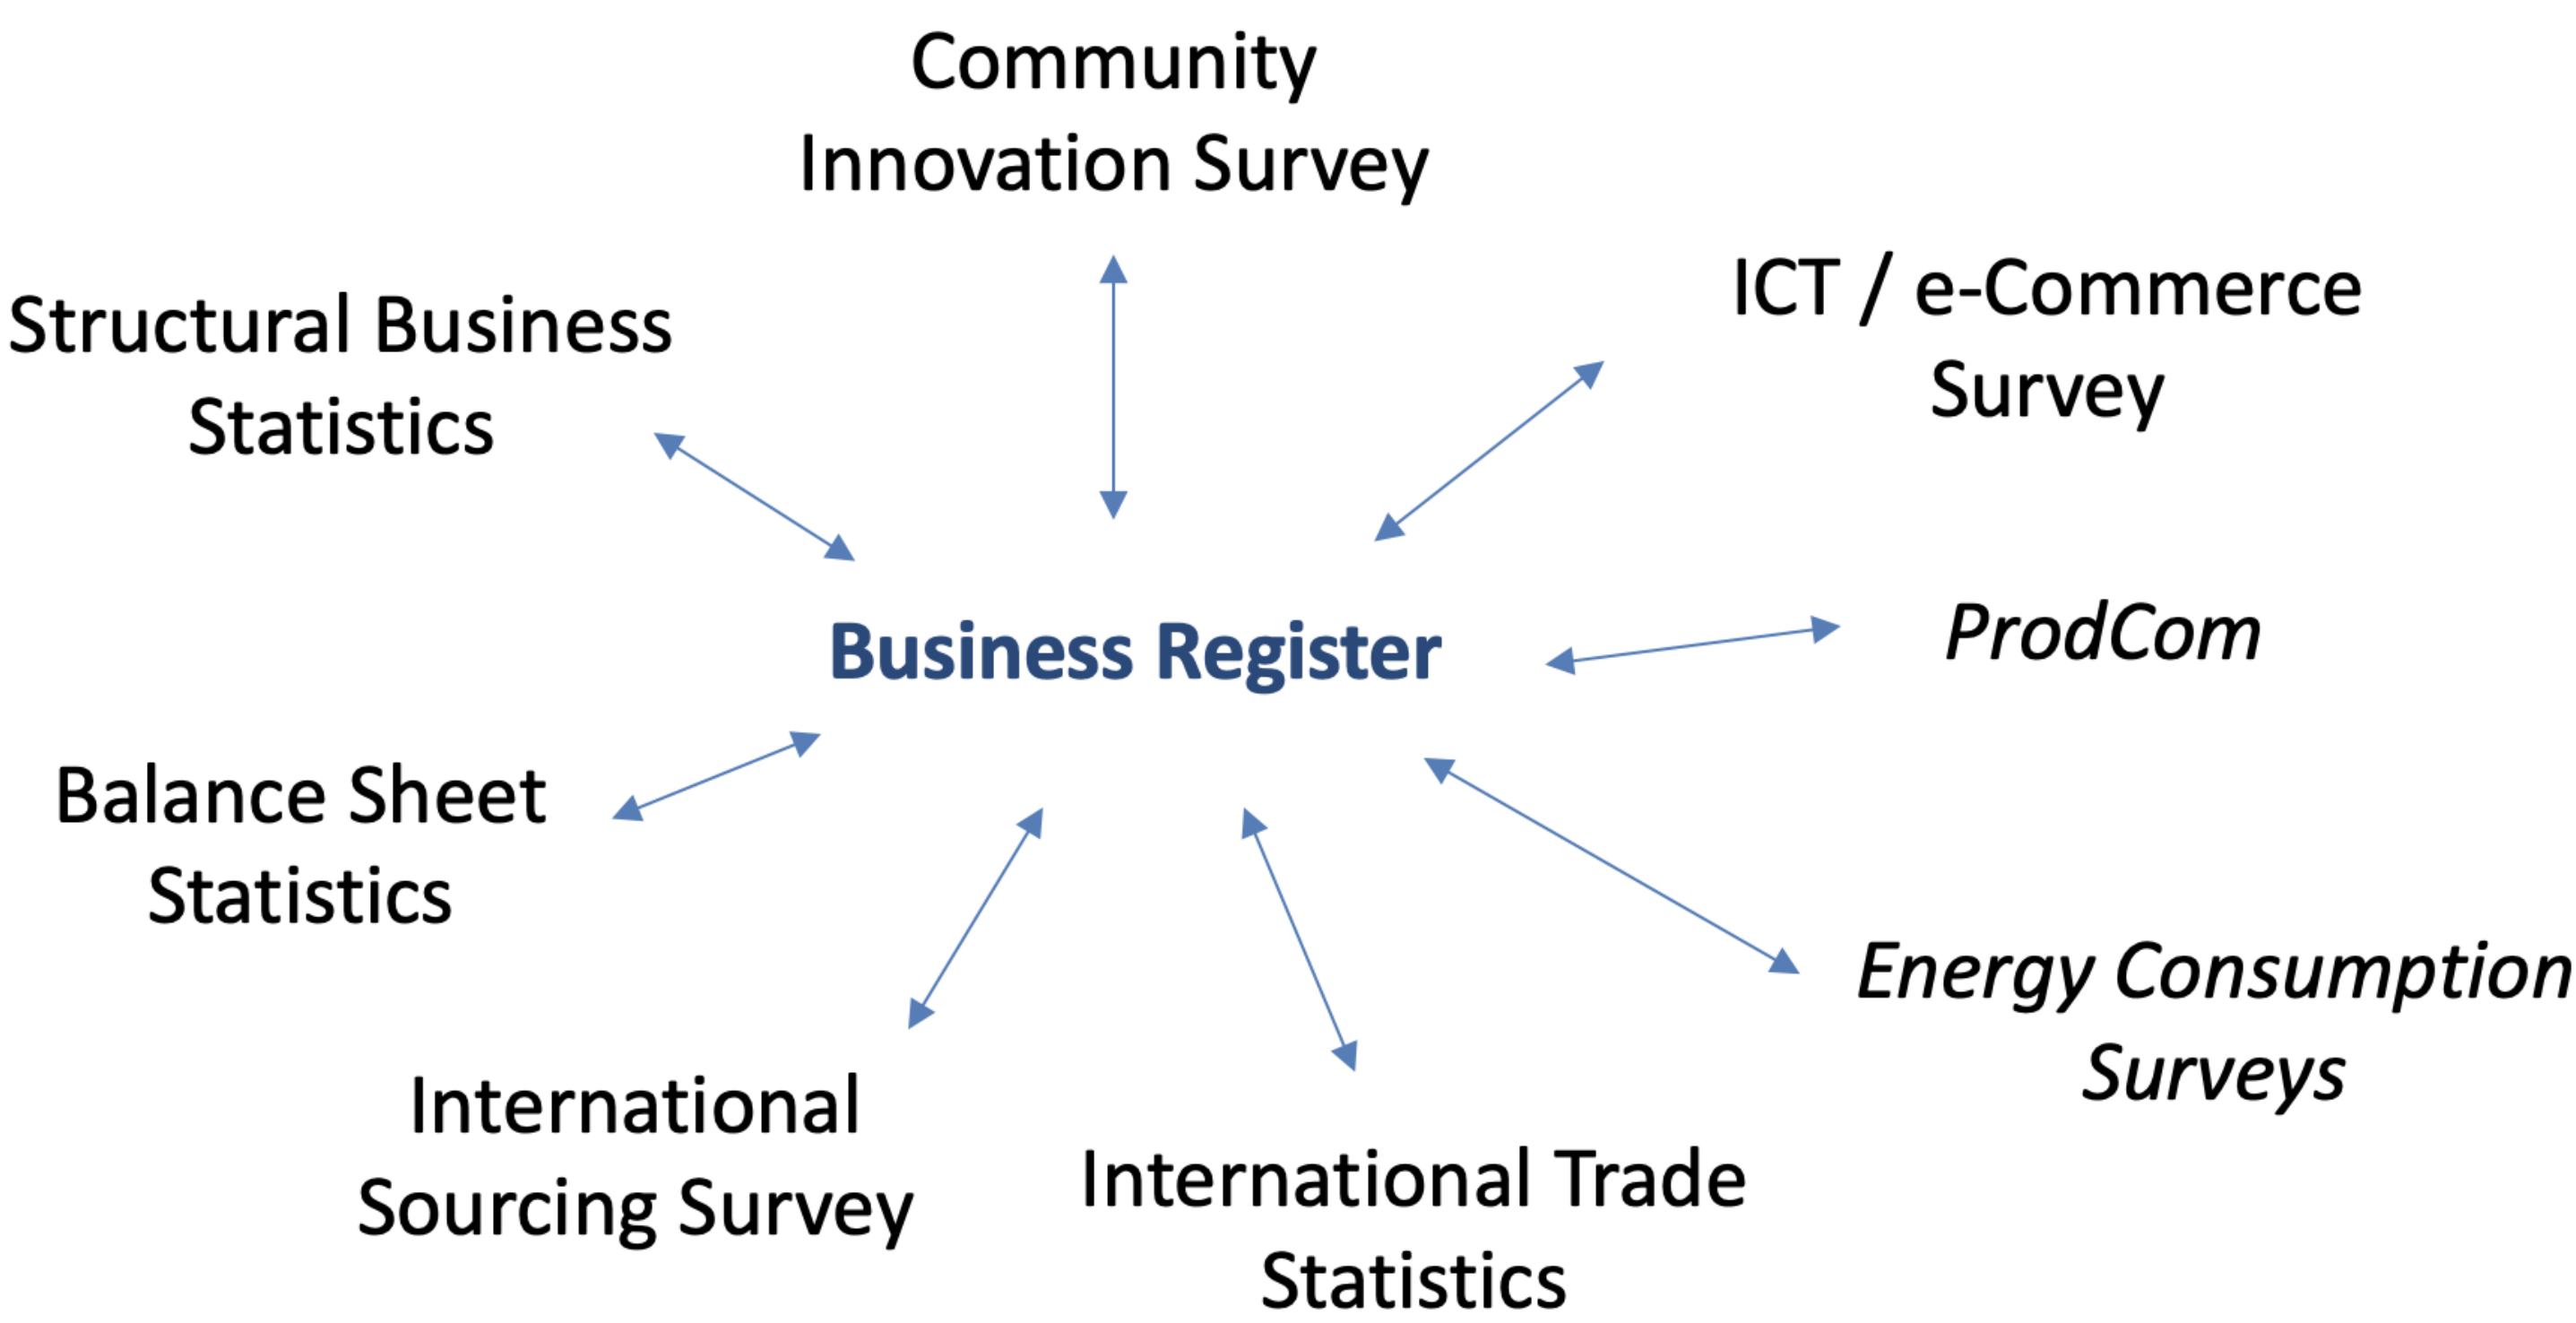 Community
Innovation Survey
ICT / e-Commerce
Survey
Structural Business
Statistics
Business Register
ProdCom
Balance Sheet
Statistics
Energy Consumption
Surveys
International
Sourcing Survey
International Trade
Statistics